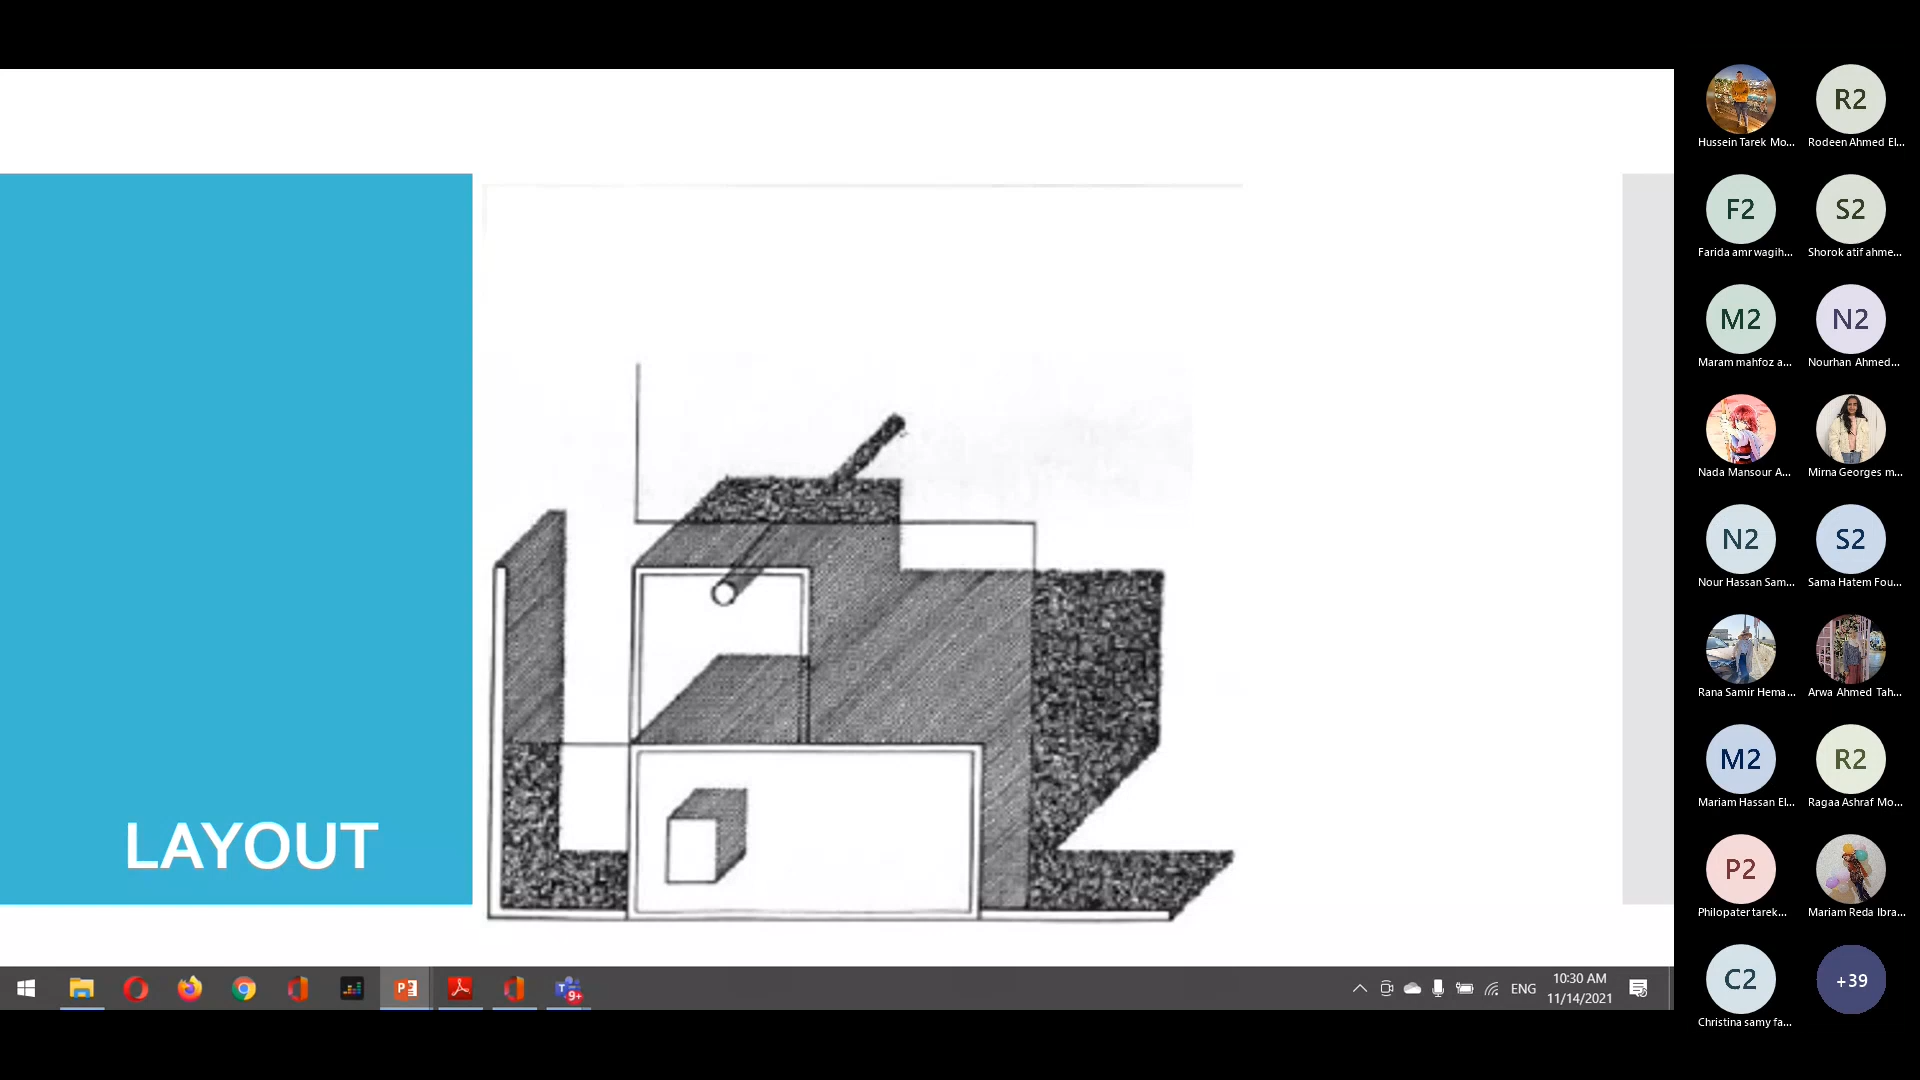 LAYOUT
R2
Hussein Tarek Mo...
Rodeen Ahmed El...
F2
S2
Farida amr wagih...
Shorok atif ahme...
M2
N2
Maram mahfoz a...
Nourhan Ahmed...
Nada Mansour A...
Mirna Georges m...
N2
S2
Nour Hassan Sam...
Sama Hatem Fou...
Rana Samir Hema...
Arwa Ahmed Tah...
M2
R2
Mariam Hassan El...
Ragaa Ashraf Mo...
P2
Philopater tarek...
Mariam Reda Ibra...
C2
+39
Christina samy fa...
9+
ENG
10:30 AM
11/14/2021